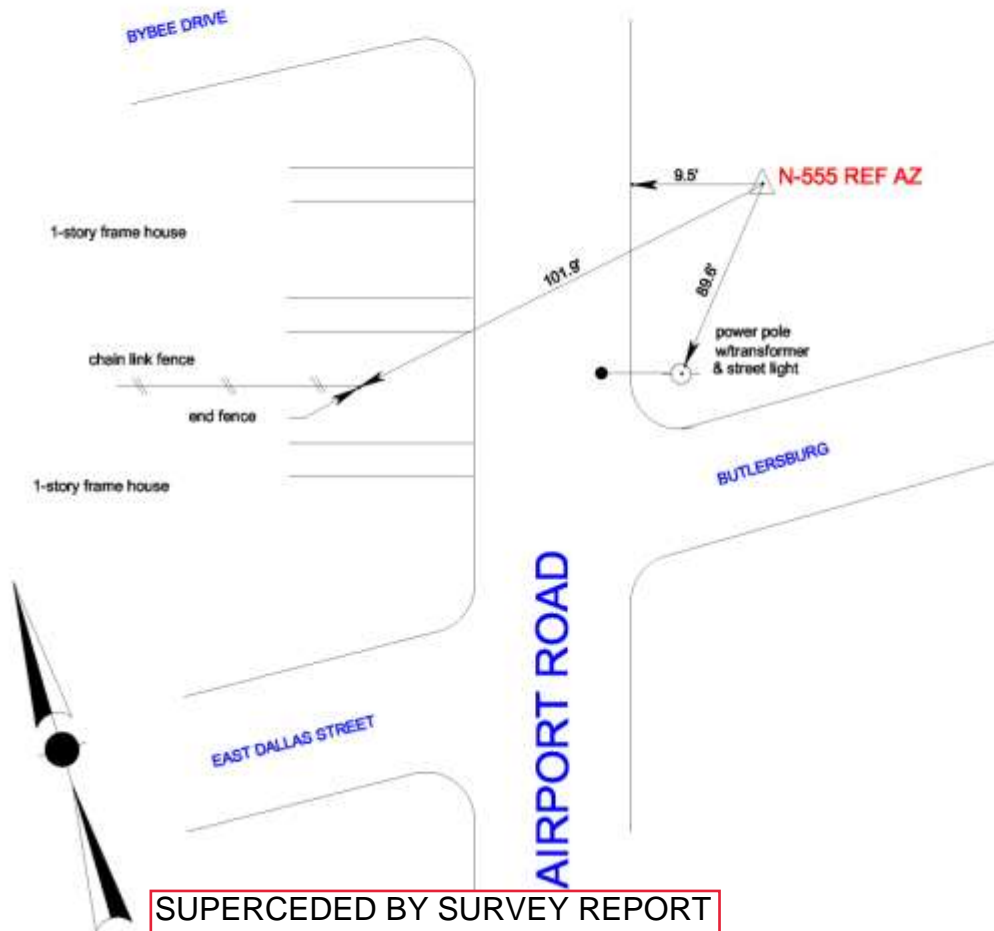 BYBEE DRIVE
9.5'
N-555 REF AZ
1-story frame house
101.9'
89.6'
power pole
w/transformer
& street light
chain link fence
end fence
BUTLERSBURG
1-story frame house
AIRPORT ROAD
EAST DALLAS STREET
SUPERCEDED BY SURVEY REPORT